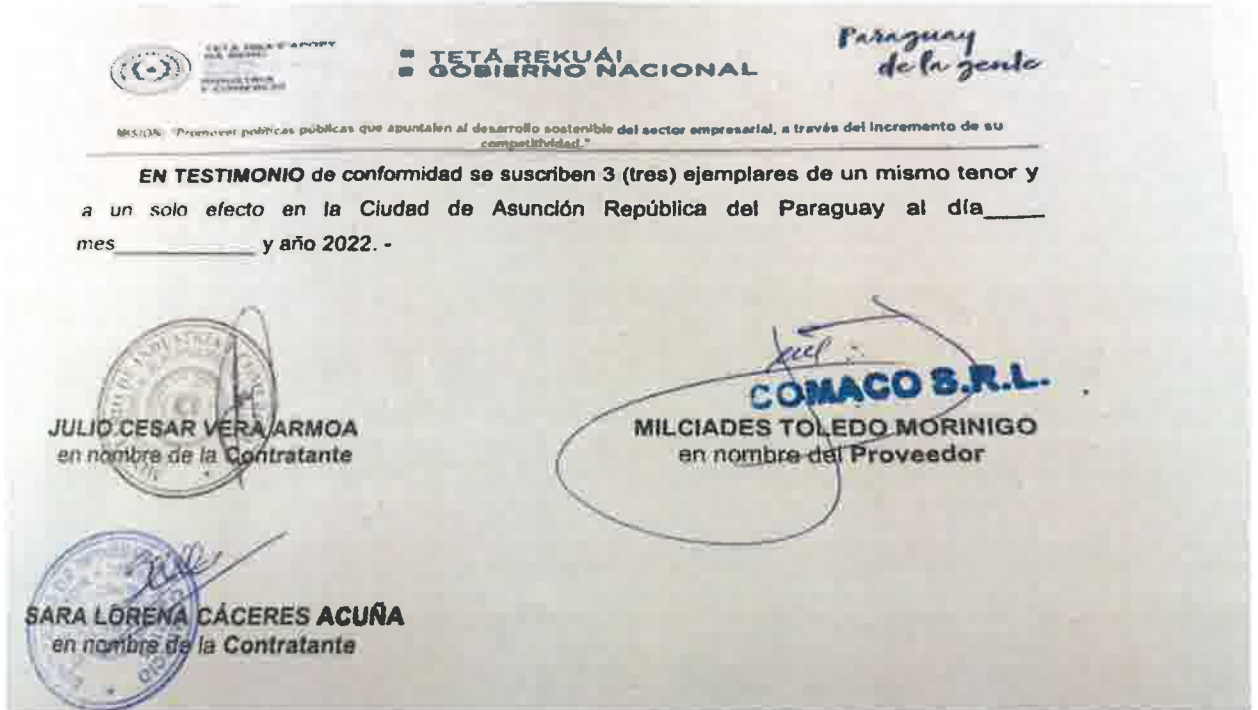 TETÃ REKUÁI
GOBIERNO NACIONAL
Paraguay
de la gente
MISIÓN: "Promover políticas públicas que apuntalen al desarrollo sostenible del sector empresarial, a través del incremento de su
competitividad."
EN TESTIMONIO de conformidad se suscriben 3 (tres) ejemplares de un mismo tenor y
a un solo efecto en la Ciudad de Asunción República del Paraguay al día_____
mes____________ y año 2022. -
COMACO S.R.L.
JULIO CESAR VERA ARMOA
en nombre de la Contratante
MILCIADES TOLEDO MORINIGO
en nombre del Proveedor
SARA LORENA CÁCERES ACUÑA
en nombre de la Contratante